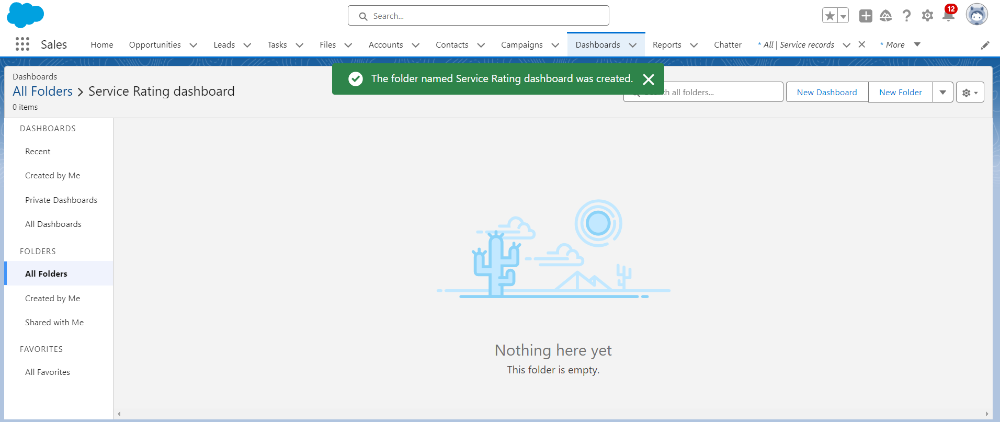 Search...
12
Sales
Home
Opportunities
Leads
Tasks
Files
Accounts
Contacts
Campaigns
Dashboards
Reports
Chatter
* All | Service records
* More
The folder named Service Rating dashboard was created.
Dashboards
All Folders > Service Rating dashboard
0 items
all folders...
New Dashboard
New Folder
DASHBOARDS
Recent
Created by Me
Private Dashboards
All Dashboards
FOLDERS
All Folders
Created by Me
Shared with Me
FAVORITES
All Favorites
Nothing here yet
This folder is empty.